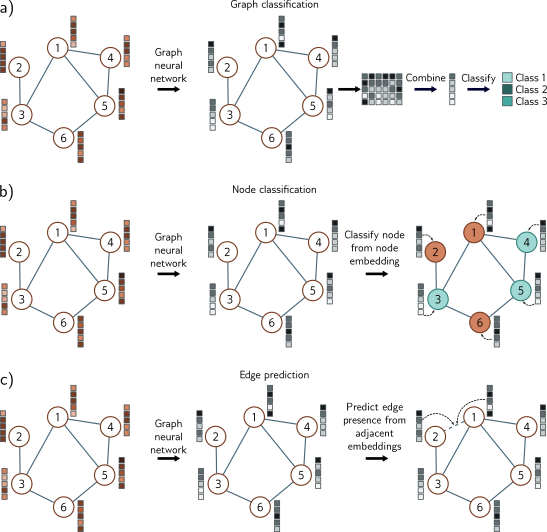 a)
Graph classification
1
2
3
4
5
6
Graph
neural
network
1
2
3
4
5
6
Combine
Classify
Class 1
Class 2
Class 3
b)
Node classification
1
2
3
4
5
6
Graph
neural
network
1
2
3
4
5
6
Classify node
from node
embedding
1
2
3
4
5
6
c)
Edge prediction
1
2
3
4
5
6
Graph
neural
network
1
2
3
4
5
6
Predict edge
presence from
adjacent
embeddings
1
2
3
4
5
6